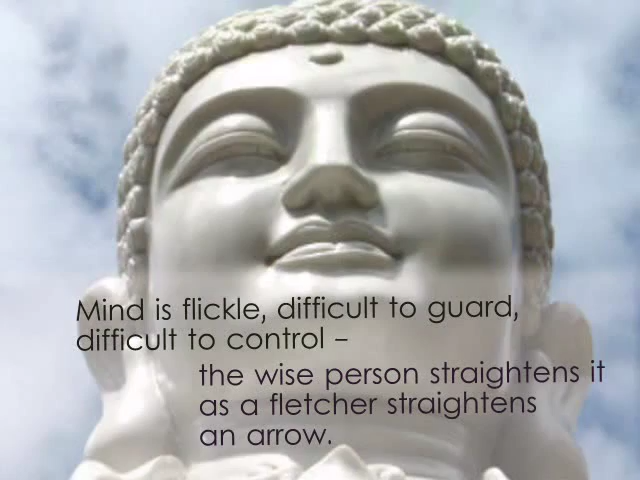 Mind is flickle, difficult to guard,
difficult to control –
the wise person straightens it
as a fletcher straightens
an arrow.